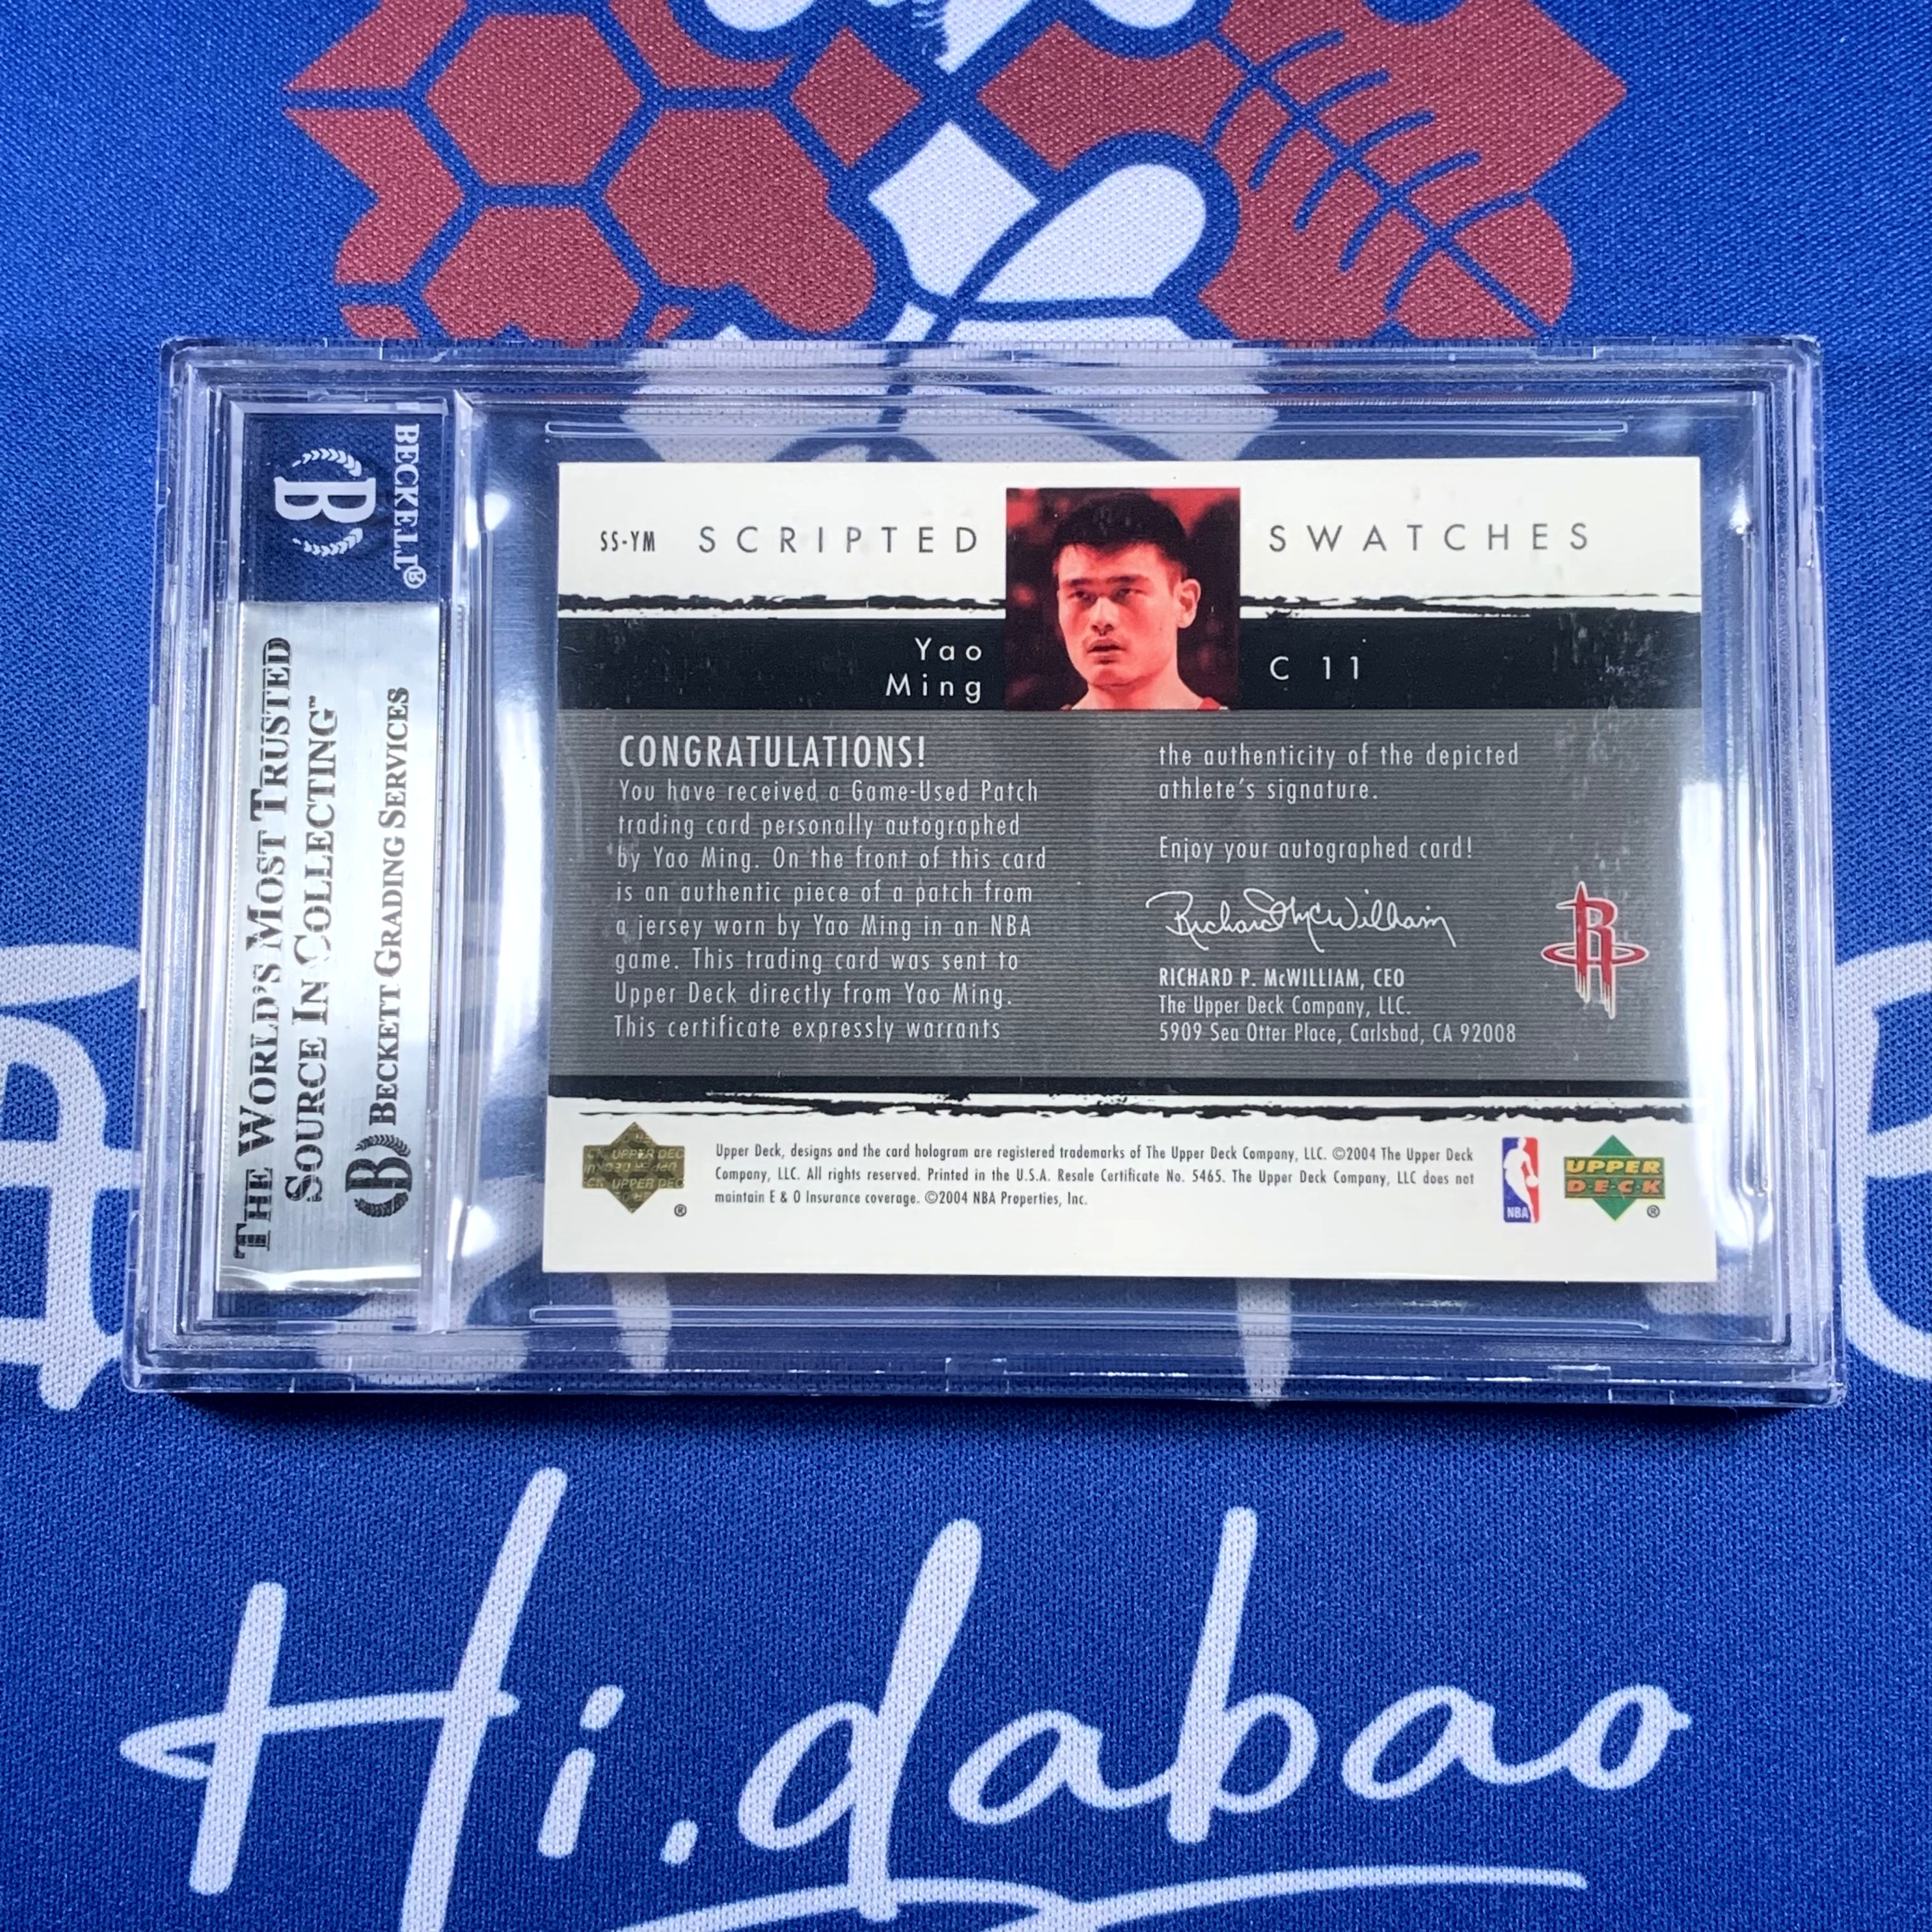 BECKETT®
B
THE WORLD'S MOST TRUSTED
SOURCE IN COLLECTING™
B BECKETT GRADING SERVICES
SS-YM SCRIPTED SWATCHES
Yao
Ming
C 11
CONGRATULATIONS!
You have received a Game-Used Patch
trading card personally autographed
by Yao Ming. On the front of this card
is an authentic piece of a patch from
a jersey worn by Yao Ming in an NBA
game. This trading card was sent to
Upper Deck directly from Yao Ming.
This certificate expressly warrants
the authenticity of the depicted
athlete's signature.
Enjoy your autographed card!
Richard McWilliam
RICHARD P. McWILLIAM, CEO
The Upper Deck Company, LLC.
5909 Sea Otter Place, Carlsbad, CA 92008
R
UPPER DEC
UPPER DEC
®
Upper Deck, designs and the card hologram are registered trademarks of The Upper Deck Company, LLC. ©2004 The Upper Deck
Company, LLC. All rights reserved. Printed in the U.S.A. Resale Certificate No. 5465. The Upper Deck Company, LLC does not
maintain E & O Insurance coverage. ©2004 NBA Properties, Inc.
NBA
UPPER
DECK
®
Hi.dabao